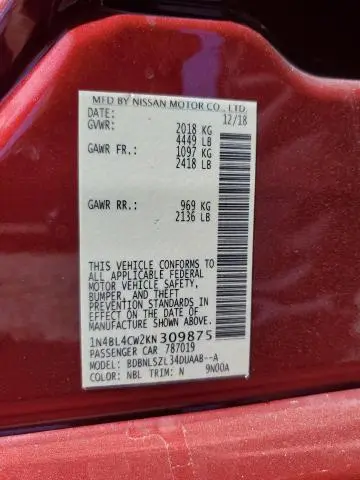 MFD BY NISSAN MOTOR CO., LTD.
DATE: 12/18
GVWR: 2018 KG
4449 LB
GAWR FR.: 1097 KG
2418 LB
GAWR RR.: 969 KG
2136 LB
THIS VEHICLE CONFORMS TO
ALL APPLICABLE FEDERAL
MOTOR VEHICLE SAFETY,
BUMPER, AND THEFT
PREVENTION STANDARDS IN
EFFECT ON THE DATE OF
MANUFACTURE SHOWN ABOVE.
1N4BL4CW2KN309875
PASSENGER CAR 787019
MODEL: BDBNLSZL34DUAAB--A
COLOR: NBL TRIM: N 9N00A